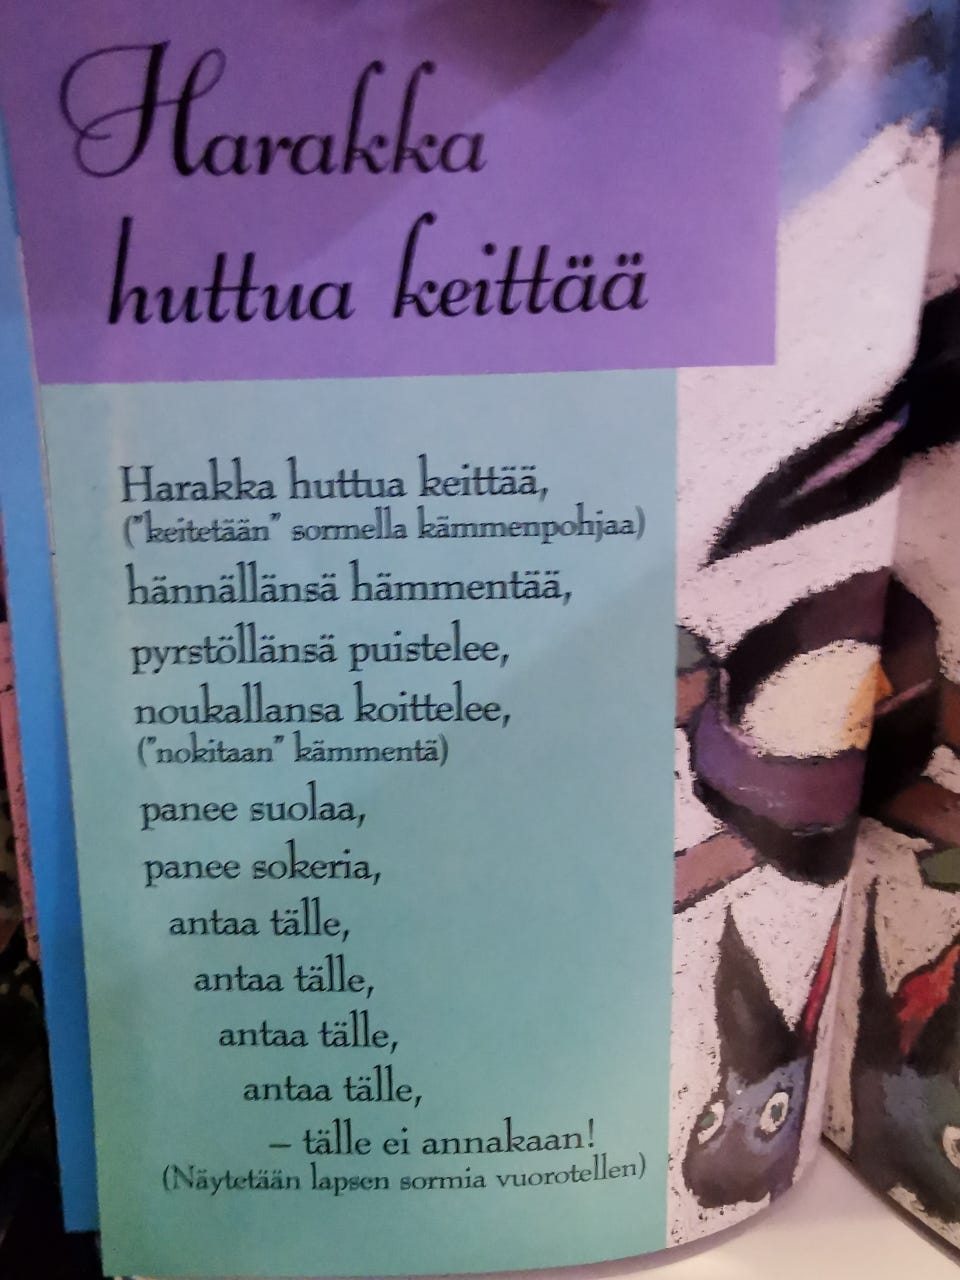 Harakka
huttua keittää
Harakka huttua keittää,
("keitetään" sormella kämmenpohjaa)
hännällänsä hämmentää,
pyrstöllänsä puistelee,
noukallansa koittelee,
("nokitaan" kämmentä)
panee suolaa,
panee sokeria,
antaa tälle,
antaa tälle,
antaa tälle,
antaa tälle,
– tälle ei annakaan!
(Näytetään lapsen sormia vuorotellen)